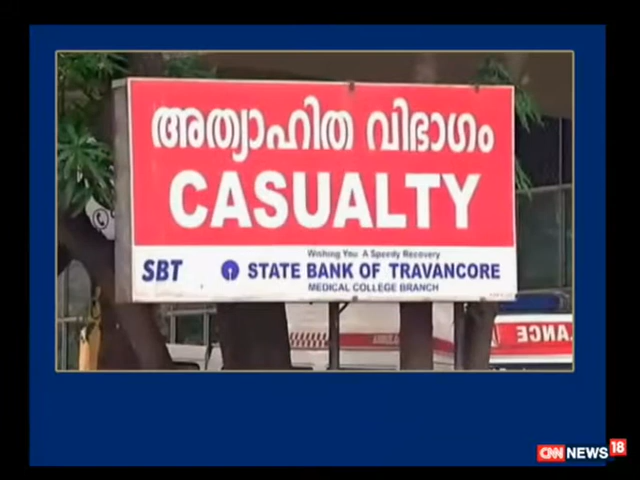 അത്യാഹിത വിഭാഗം
CASUALTY
Wishing You A Speedy Recovery
SBT STATE BANK OF TRAVANCORE
MEDICAL COLLEGE BRANCH
ANCE
CNN NEWS 18